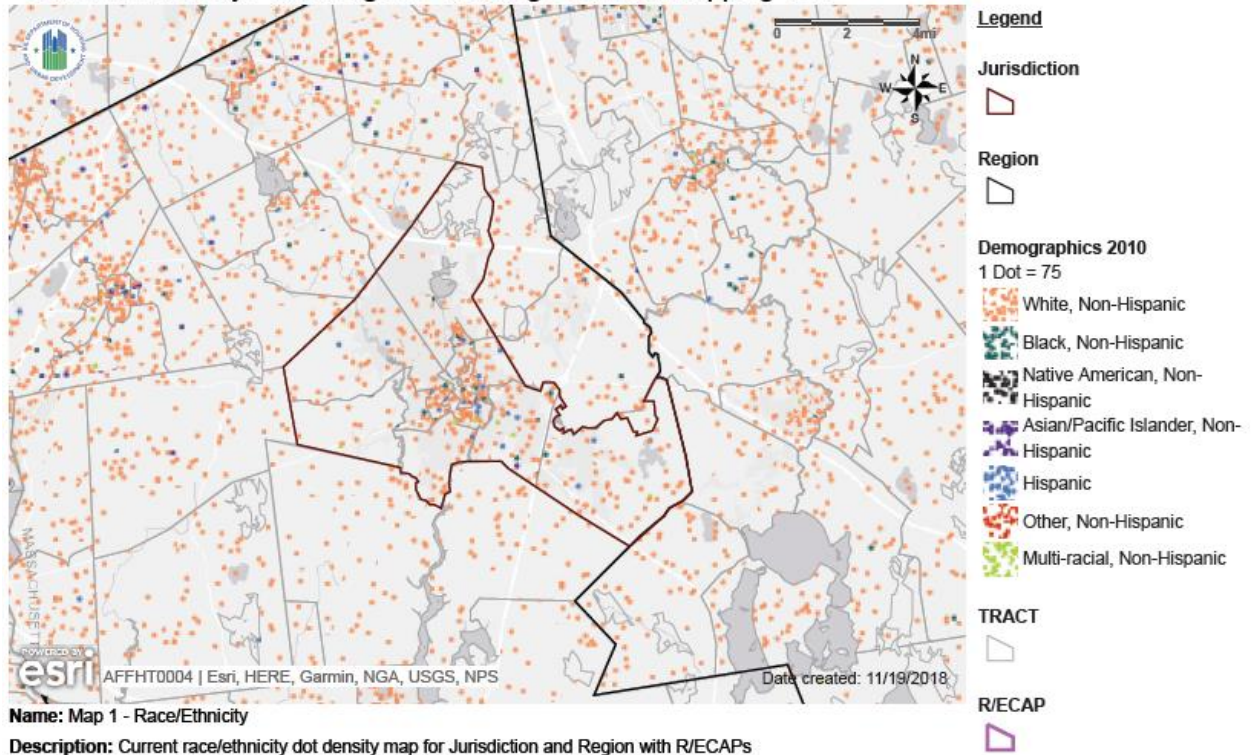 0 2 4mi
N
W E
S
MASSACHUSETT
POWERED BY
esri
AFFHT0004 | Esri, HERE, Garmin, NGA, USGS, NPS
Date created: 11/19/2018
Legend
Jurisdiction
Region
Demographics 2010
1 Dot = 75
White, Non-Hispanic
Black, Non-Hispanic
Native American, Non-
Hispanic
Asian/Pacific Islander, Non-
Hispanic
Hispanic
Other, Non-Hispanic
Multi-racial, Non-Hispanic
TRACT
R/ECAP
Name: Map 1 - Race/Ethnicity
Description: Current race/ethnicity dot density map for Jurisdiction and Region with R/ECAPs